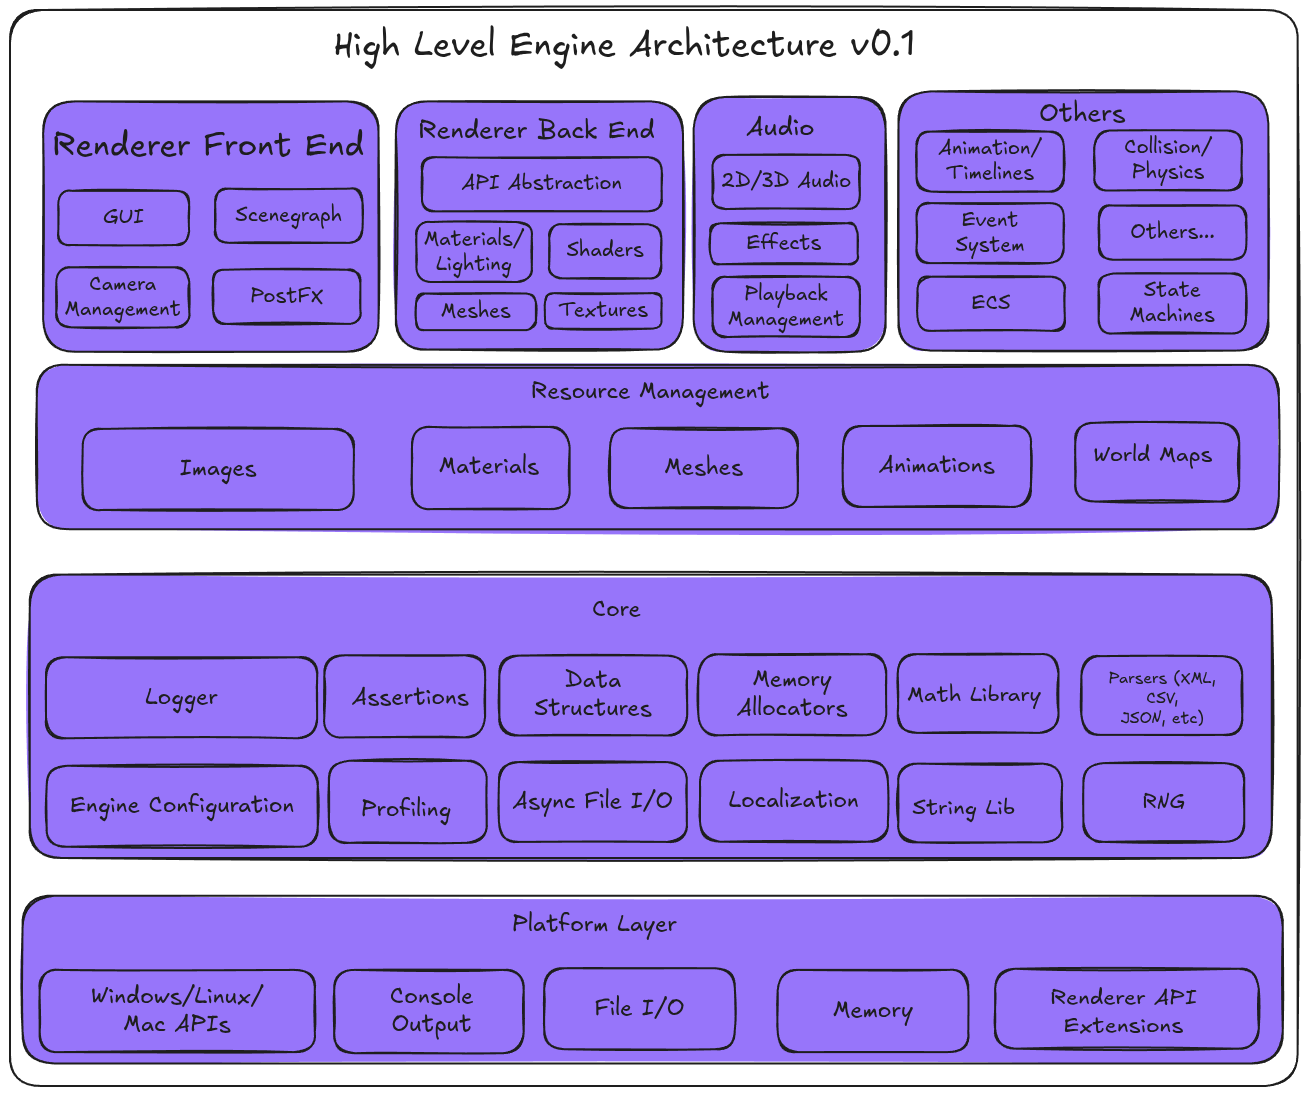 High Level Engine Architecture v0.1
Renderer Front End
GUI
Scenegraph
Camera
Management
PostFX
Renderer Back End
API Abstraction
Materials/
Lighting
Shaders
Meshes
Textures
Audio
2D/3D Audio
Effects
Playback
Management
Others
Animation/
Timelines
Collision/
Physics
Event
System
Others...
ECS
State
Machines
Resource Management
Images
Materials
Meshes
Animations
World Maps
Core
Logger
Assertions
Data
Structures
Memory
Allocators
Math Library
Parsers (XML,
CSV,
JSON, etc)
Engine Configuration
Profiling
Async File I/O
Localization
String Lib
RNG
Platform Layer
Windows/Linux/
Mac APIs
Console
Output
File I/O
Memory
Renderer API
Extensions